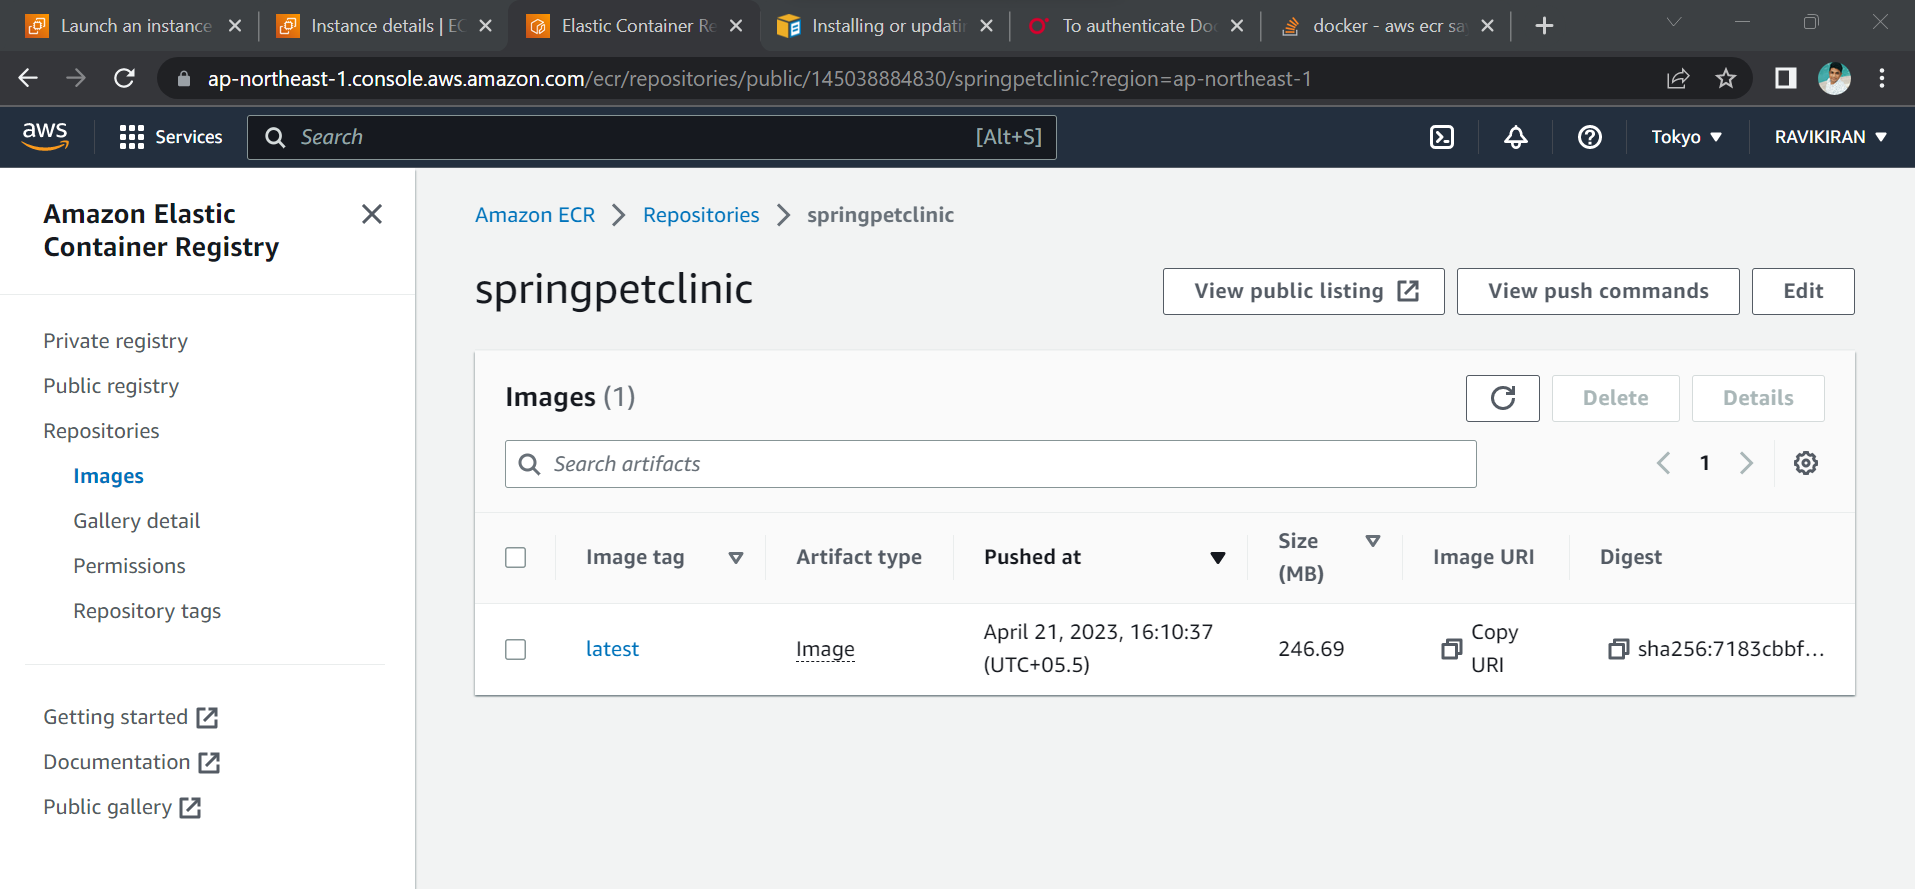 Launch an instance
Instance details | EC
Elastic Container Re
Installing or updatin
To authenticate Do
docker - aws ecr sa
ap-northeast-1.console.aws.amazon.com/ecr/repositories/public/145038884830/springpetclinic?region=ap-northeast-1
aws
Services
Search
[Alt+S]
Tokyo
RAVIKIRAN
Amazon Elastic
Container Registry
Private registry
Public registry
Repositories
Images
Gallery detail
Permissions
Repository tags
Getting started
Documentation
Public gallery
Amazon ECR
Repositories
springpetclinic
springpetclinic
View public listing
View push commands
Edit
Images (1)
Delete
Details
Search artifacts
1
Image tag
Artifact type
Pushed at
Size
(MB)
Image URI
Digest
latest
Image
April 21, 2023, 16:10:37
(UTC+05.5)
246.69
Copy
URI
sha256:7183cbbf...